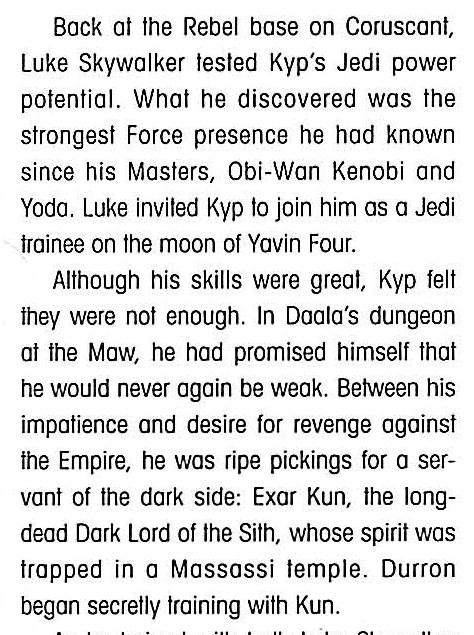 Back at the Rebel base on Coruscant,
Luke Skywalker tested Kyp's Jedi power
potential. What he discovered was the
strongest Force presence he had known
since his Masters, Obi-Wan Kenobi and
Yoda. Luke invited Kyp to join him as a Jedi
trainee on the moon of Yavin Four.
Although his skills were great, Kyp felt
they were not enough. In Daala's dungeon
at the Maw, he had promised himself that
he would never again be weak. Between his
impatience and desire for revenge against
the Empire, he was ripe pickings for a ser-
vant of the dark side: Exar Kun, the long-
dead Dark Lord of the Sith, whose spirit was
trapped in a Massassi temple. Durron
began secretly training with Kun.